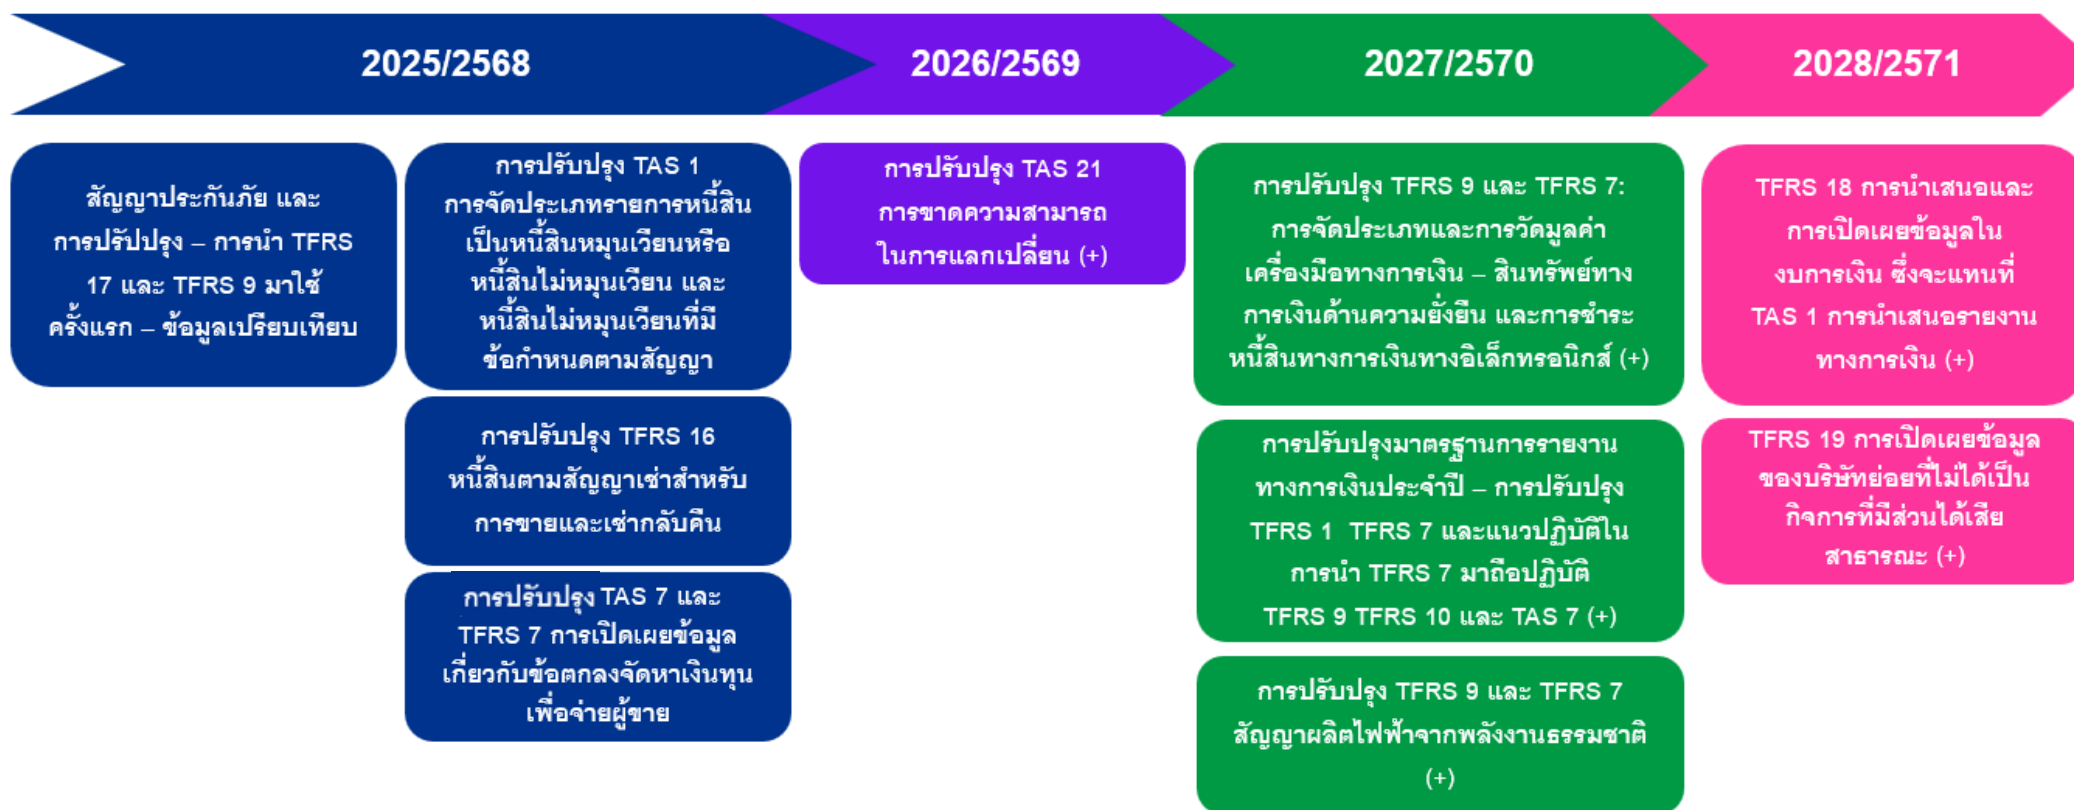 2025/2568
สัญญาประกันภัย และ
การปรัปปรุง – การนำ TFRS
17 และ TFRS 9 มาใช้
ครั้งแรก – ข้อมูลเปรียบเทียบ
การปรับปรุง TAS 1
การจัดประเภทรายการหนี้สิน
เป็นหนี้สินหมุนเวียนหรือ
หนี้สินไม่หมุนเวียน และ
หนี้สินไม่หมุนเวียนที่มี
ข้อกำหนดตามสัญญา
การปรับปรุง TFRS 16
หนี้สินตามสัญญาเช่าสำหรับ
การขายและเช่ากลับคืน
การปรับปรุง TAS 7 และ
TFRS 7 การเปิดเผยข้อมูล
เกี่ยวกับข้อตกลงจัดหาเงินทุน
เพื่อจ่ายผู้ขาย
2026/2569
การปรับปรุง TAS 21
การขาดความสามารถ
ในการแลกเปลี่ยน (+)
2027/2570
การปรับปรุง TFRS 9 และ TFRS 7:
การจัดประเภทและการวัดมูลค่า
เครื่องมือทางการเงิน – สินทรัพย์ทาง
การเงินด้านความยั่งยืน และการชำระ
หนี้สินทางการเงินทางอิเล็กทรอนิกส์ (+)
การปรับปรุงมาตรฐานการรายงาน
ทางการเงินประจำปี – การปรับปรุง
TFRS 1 TFRS 7 และแนวปฏิบัติใน
การนำ TFRS 7 มาถือปฏิบัติ
TFRS 9 TFRS 10 และ TAS 7 (+)
การปรับปรุง TFRS 9 และ TFRS 7
สัญญาผลิตไฟฟ้าจากพลังงานธรรมชาติ
(+)
2028/2571
TFRS 18 การนำเสนอและ
การเปิดเผยข้อมูลใน
งบการเงิน ซึ่งจะแทนที่
TAS 1 การนำเสนอรายงาน
ทางการเงิน (+)
TFRS 19 การเปิดเผยข้อมูล
ของบริษัทย่อยที่ไม่ได้เป็น
กิจการที่มีส่วนได้เสีย
สาธารณะ (+)